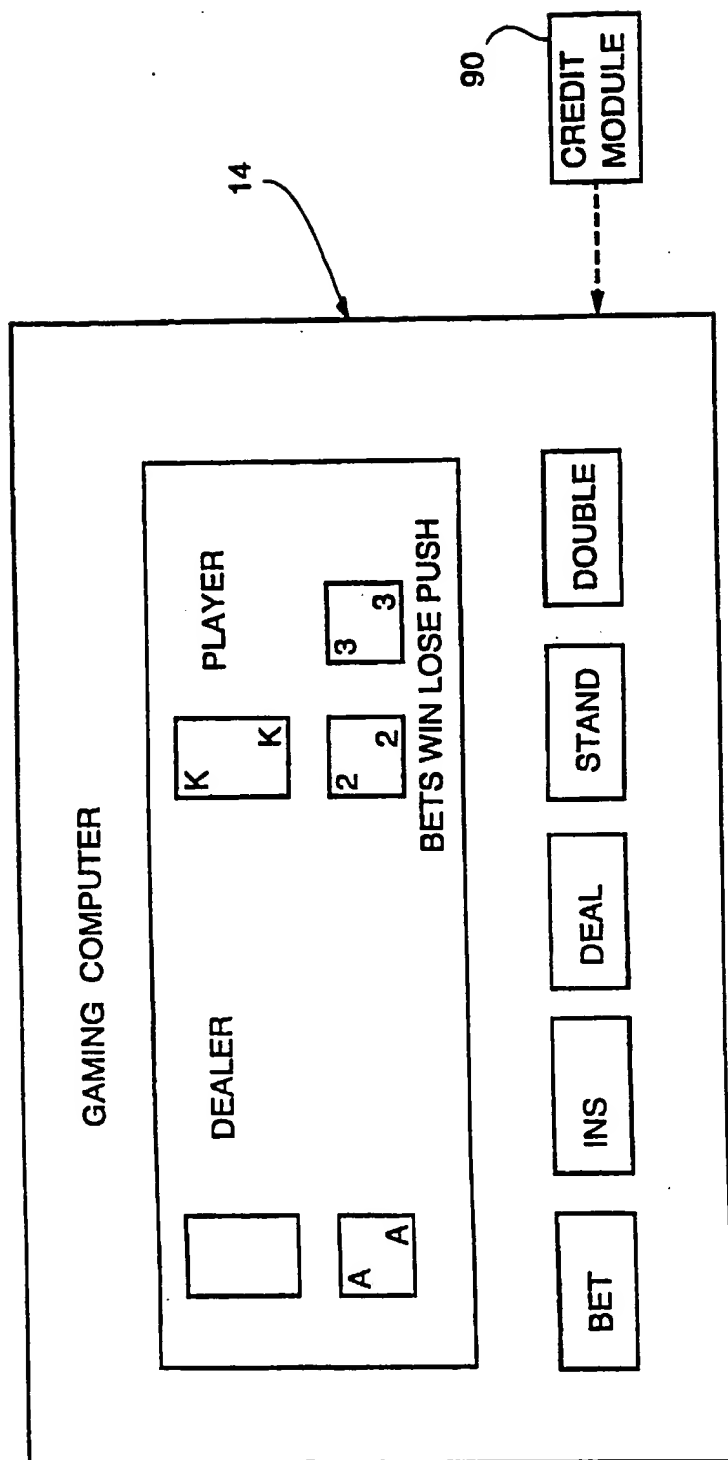 GAMING COMPUTER
14
DEALER
PLAYER
K
K
A
A
2
2
3
3
BETS WIN LOSE PUSH
BET
INS
DEAL
STAND
DOUBLE
90
CREDIT
MODULE